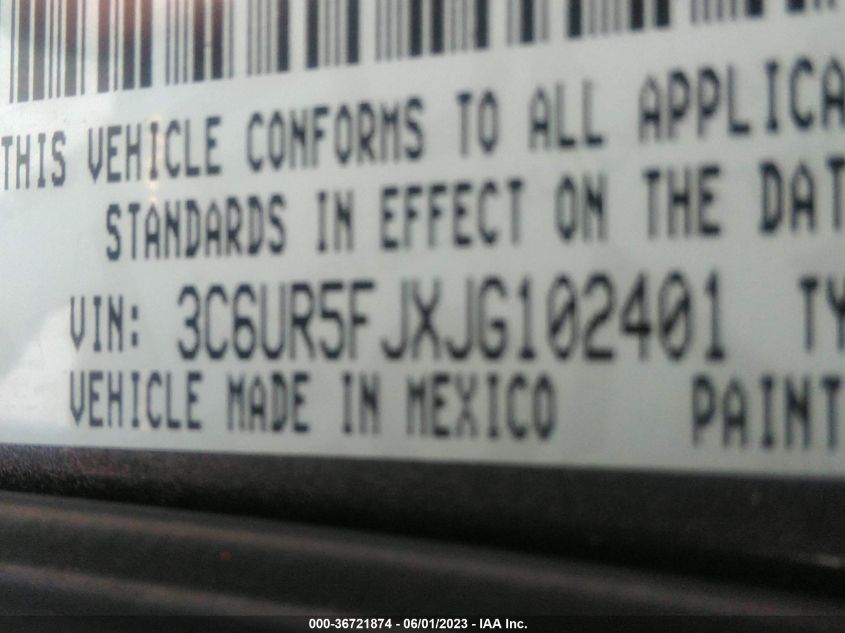 THIS VEHICLE CONFORMS TO ALL APPLICA
STANDARDS IN EFFECT ON THE DAT
VIN: 3C6UR5FJXJG102401 TY
VEHICLE MADE IN MEXICO PAINT
000-36721874 - 06/01/2023 - IAA Inc.